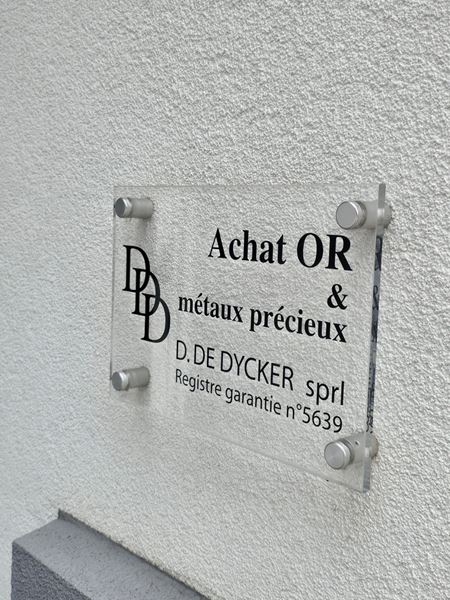 DDD
Achat OR
&
métaux précieux
D. DE DYCKER sprl
Registre garantie n°5639